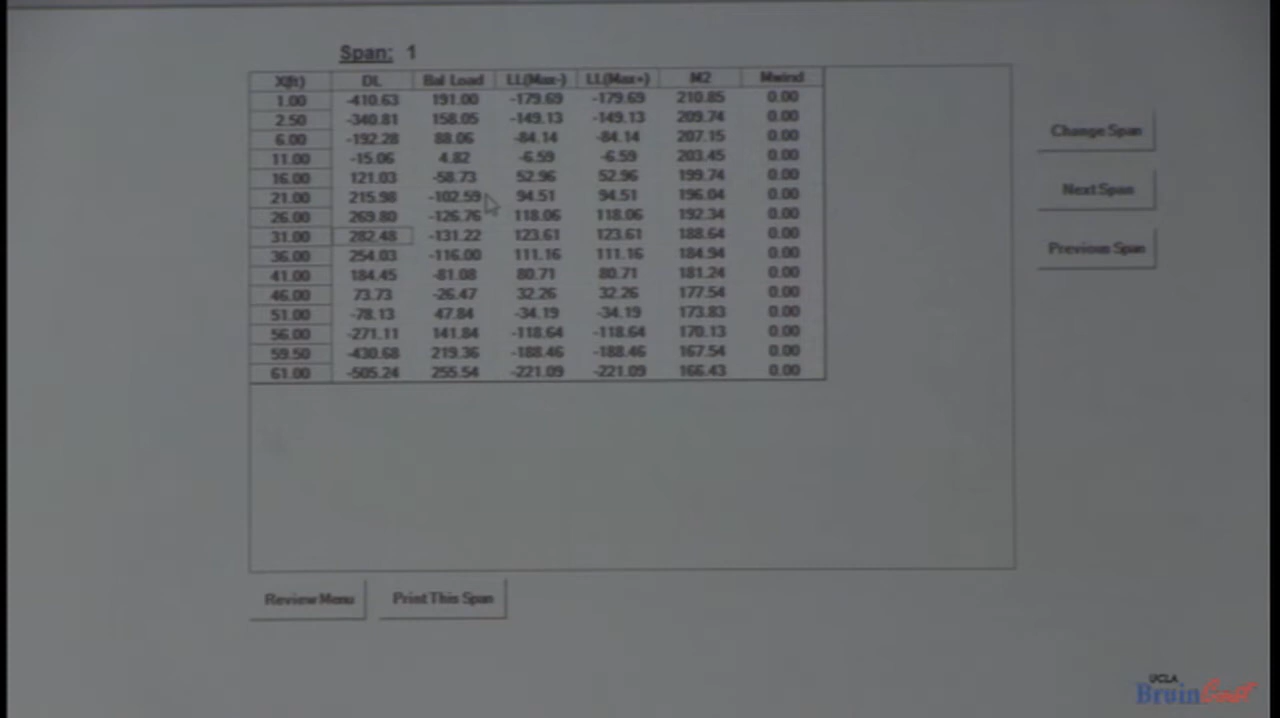 Span: 1
X(ft) DL Bal Load LL(Max-) LL(Max+) M2 Mwind
1.00 -410.63 191.00 -179.69 -179.69 210.85 0.00
2.50 -340.81 158.05 -149.13 -149.13 209.74 0.00
6.00 -192.28 88.06 -84.14 -84.14 207.15 0.00
11.00 -15.06 4.82 -6.59 -6.59 203.45 0.00
16.00 121.03 -58.73 52.96 52.96 199.74 0.00
21.00 215.98 -102.59 94.51 94.51 196.04 0.00
26.00 269.80 -126.76 118.06 118.06 192.34 0.00
31.00 282.48 -131.22 123.61 123.61 188.64 0.00
36.00 254.03 -116.00 111.16 111.16 184.94 0.00
41.00 184.45 -81.08 80.71 80.71 181.24 0.00
46.00 73.73 -26.47 32.26 32.26 177.54 0.00
51.00 -78.13 47.84 -34.19 -34.19 173.83 0.00
56.00 -271.11 141.84 -118.64 -118.64 170.13 0.00
59.50 -430.68 219.36 -188.46 -188.46 167.54 0.00
61.00 -505.24 255.54 -221.09 -221.09 166.43 0.00
Change Span
Next Span
Previous Span
Review Menu Print This Span
UCLA
BruinCast